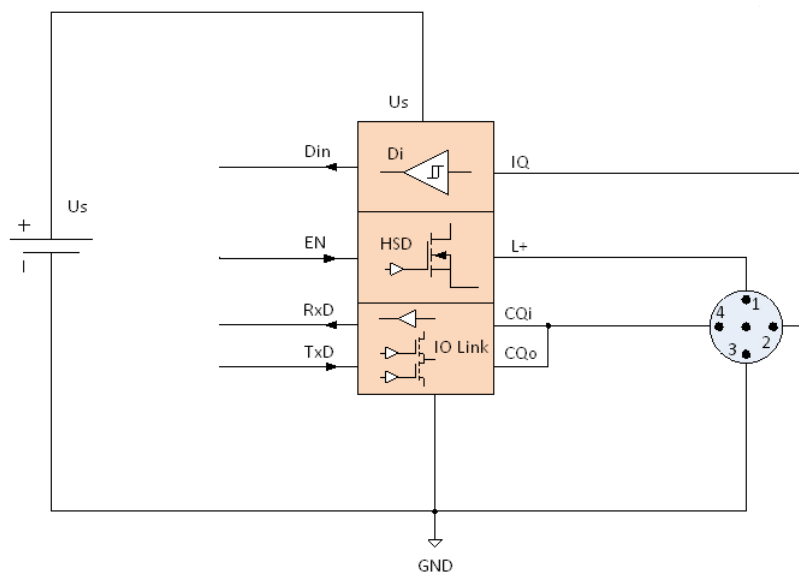 Us
Din
Di
IQ
+
Us
EN
HSD
L+
−
RxD
CQi
1
4
2
3
IO Link
TxD
CQo
GND